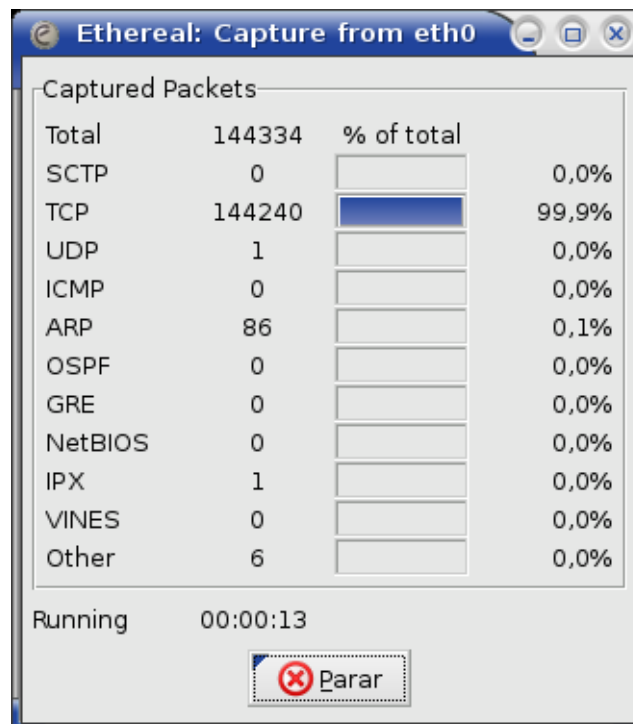 Ethereal: Capture from eth0
Captured Packets
Total 144334 % of total
SCTP 0 0,0%
TCP 144240 99,9%
UDP 1 0,0%
ICMP 0 0,0%
ARP 86 0,1%
OSPF 0 0,0%
GRE 0 0,0%
NetBIOS 0 0,0%
IPX 1 0,0%
VINES 0 0,0%
Other 6 0,0%
Running 00:00:13
Parar